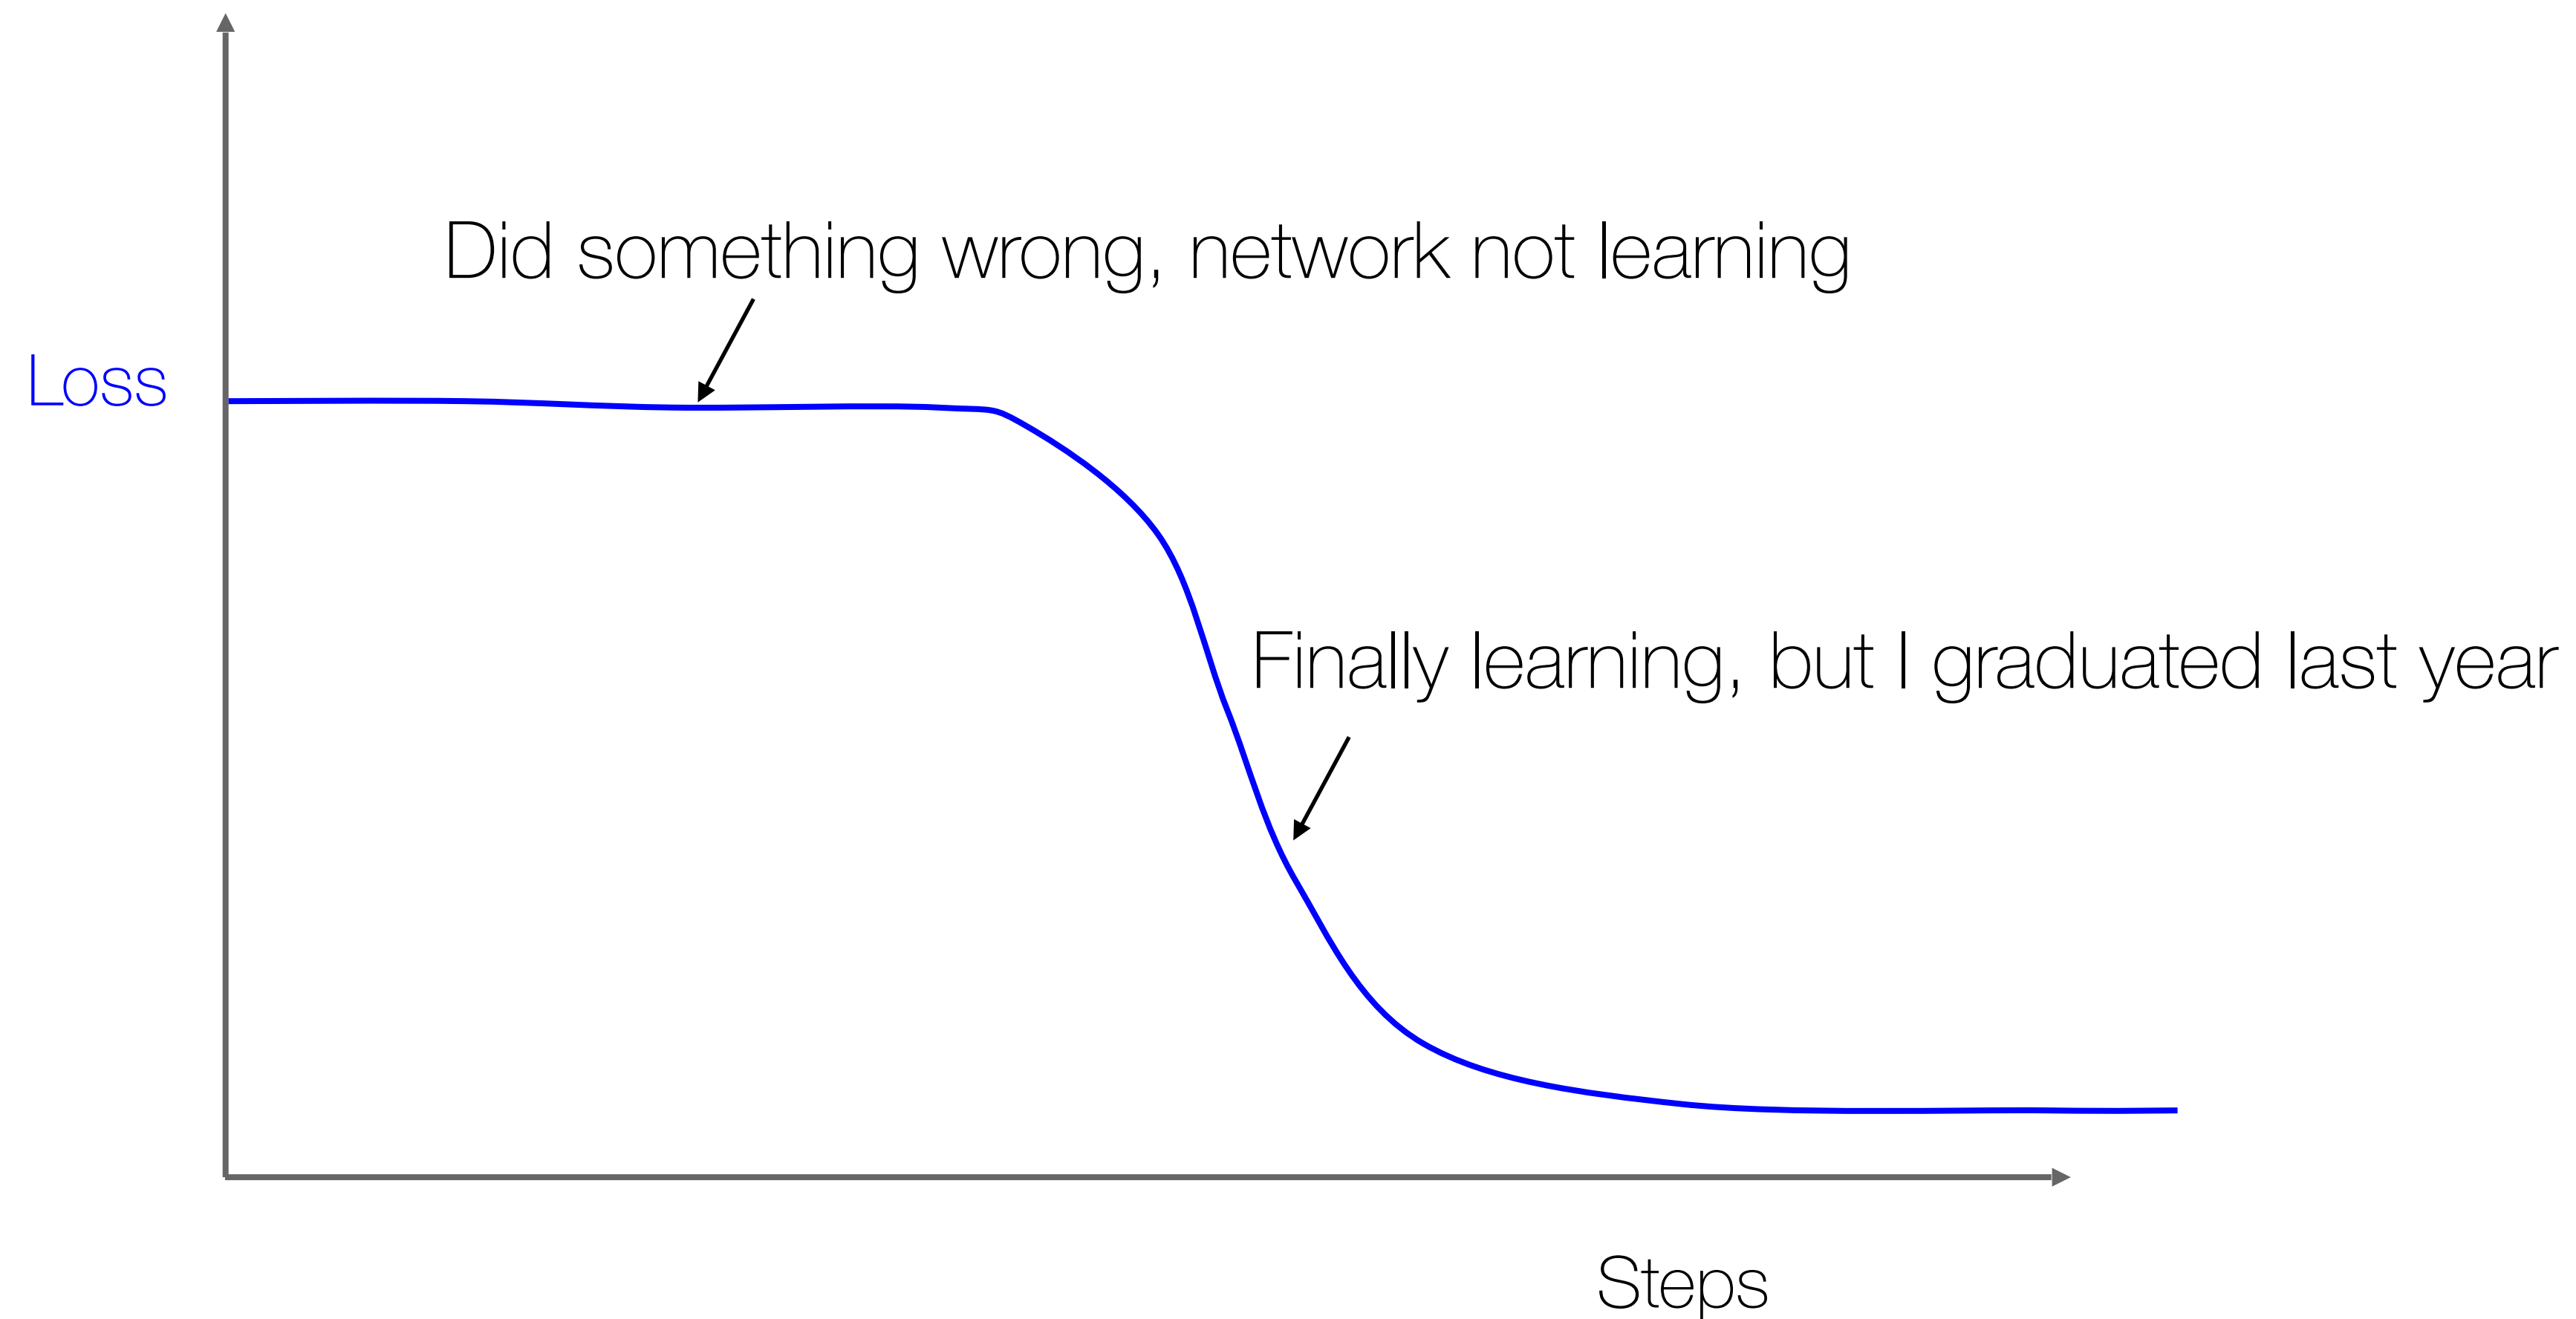 Did something wrong, network not learning
Loss
Finally learning, but I graduated last year
Steps